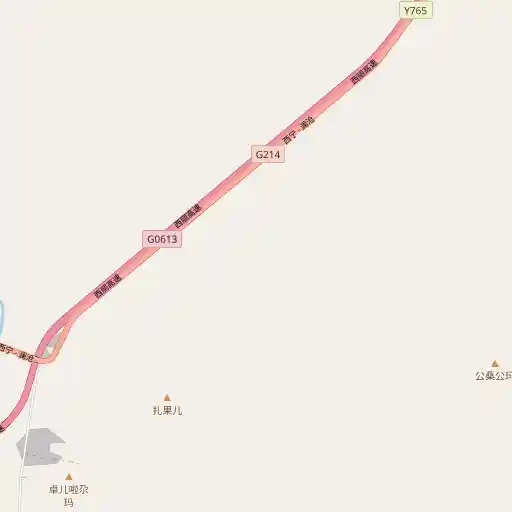 Y765
西丽高速
西宁 - 澜沧
G214
西丽高速
G0613
西丽高速
西宁 - 澜沧
公桑公玛
扎果儿
卓儿啦尕
玛